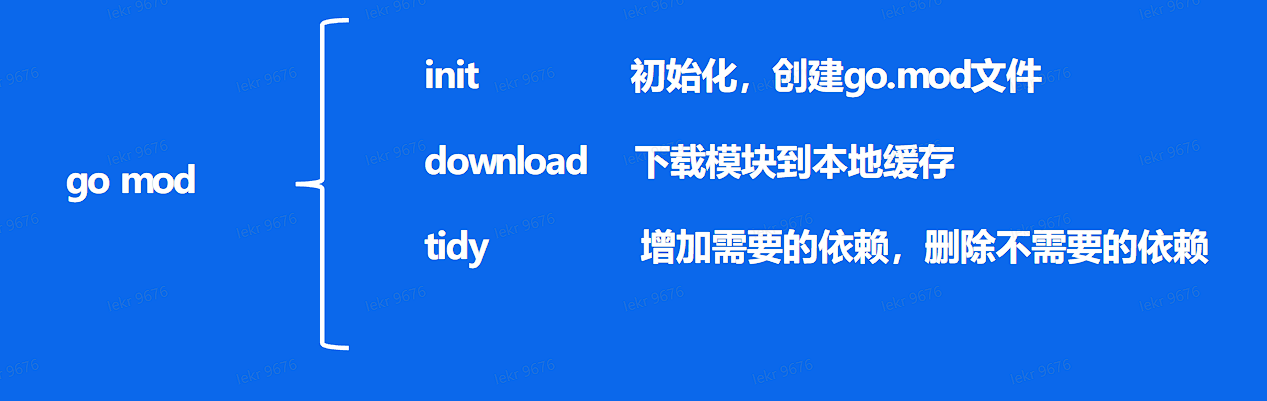 go mod
init 初始化，创建go.mod文件
download 下载模块到本地缓存
tidy 增加需要的依赖，删除不需要的依赖
lekr 9676